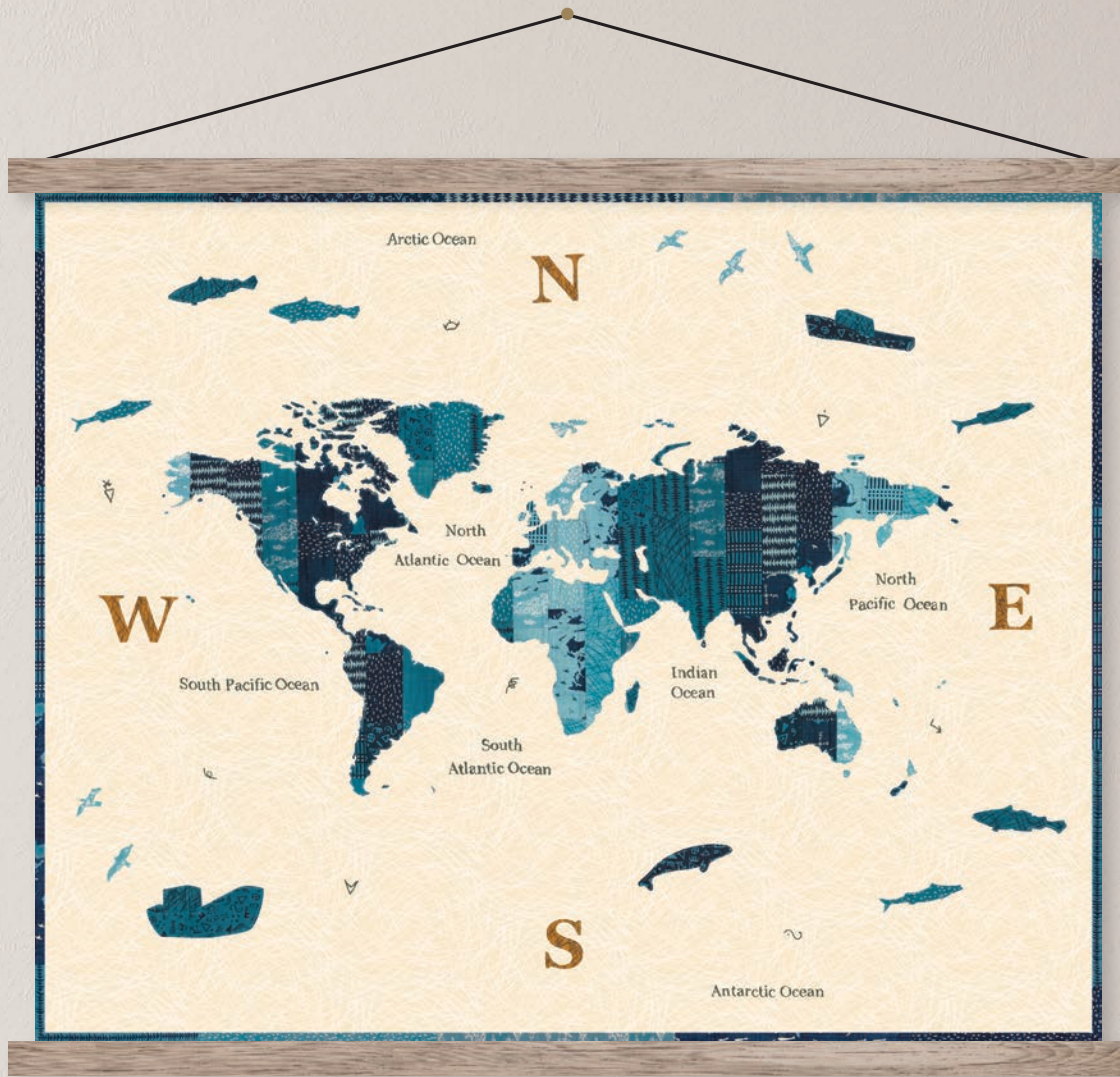 Arctic Ocean
N
North
Atlantic Ocean
North
Pacific Ocean
W
E
South Pacific Ocean
Indian
Ocean
South
Atlantic Ocean
S
Antarctic Ocean